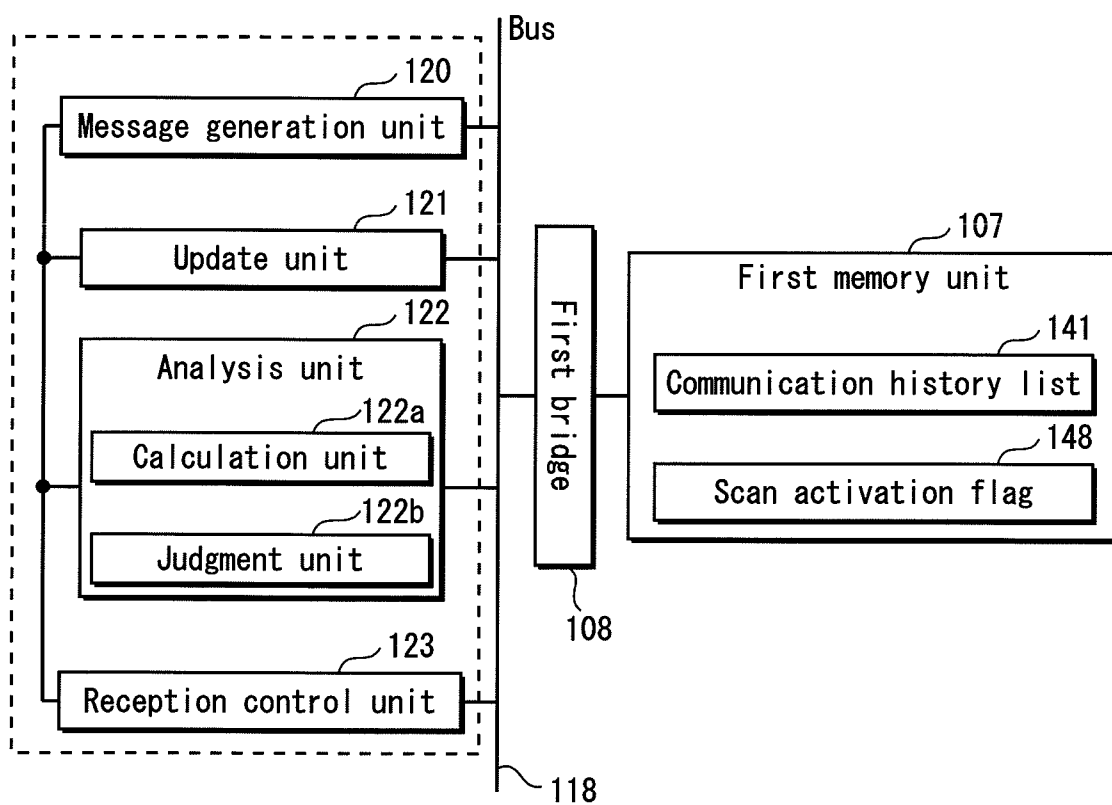 Bus
120
Message generation unit
121
Update unit
122
Analysis unit
122a
Calculation unit
122b
Judgment unit
123
Reception control unit
118
First bridge
108
107
First memory unit
141
Communication history list
148
Scan activation flag